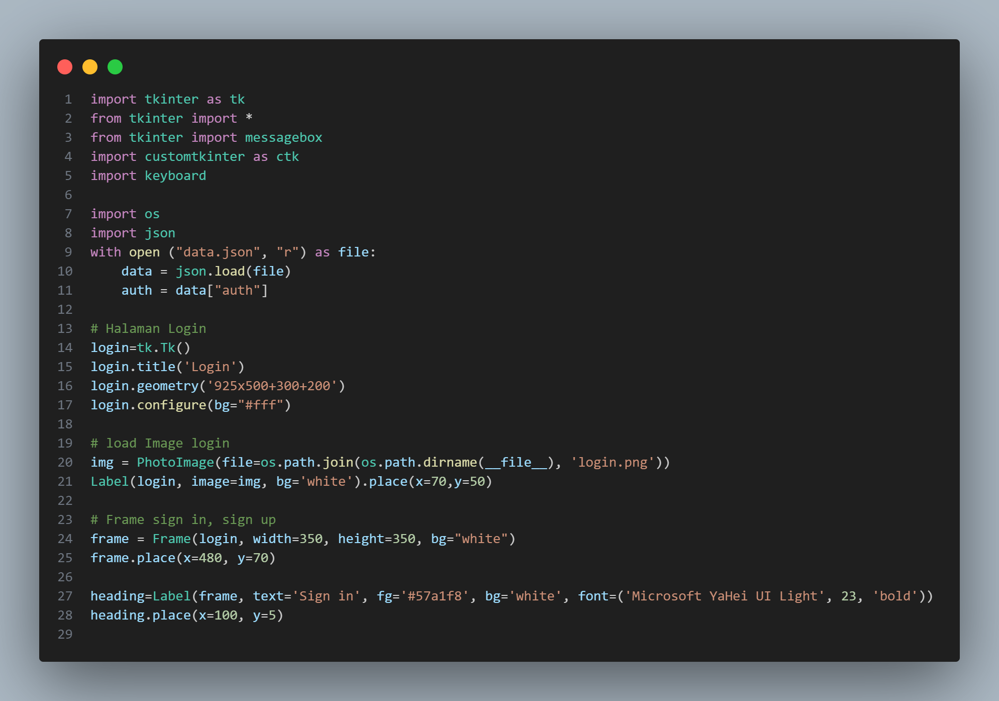 1 import tkinter as tk
2 from tkinter import *
3 from tkinter import messagebox
4 import customtkinter as ctk
5 import keyboard
6
7 import os
8 import json
9 with open ("data.json", "r") as file:
10     data = json.load(file)
11     auth = data["auth"]
12
13 # Halaman Login
14 login=tk.Tk()
15 login.title('Login')
16 login.geometry('925x500+300+200')
17 login.configure(bg="#fff")
18
19 # load Image login
20 img = PhotoImage(file=os.path.join(os.path.dirname(__file__), 'login.png'))
21 Label(login, image=img, bg='white').place(x=70,y=50)
22
23 # Frame sign in, sign up
24 frame = Frame(login, width=350, height=350, bg="white")
25 frame.place(x=480, y=70)
26
27 heading=Label(frame, text='Sign in', fg='#57a1f8', bg='white', font=('Microsoft YaHei UI Light', 23, 'bold'))
28 heading.place(x=100, y=5)
29